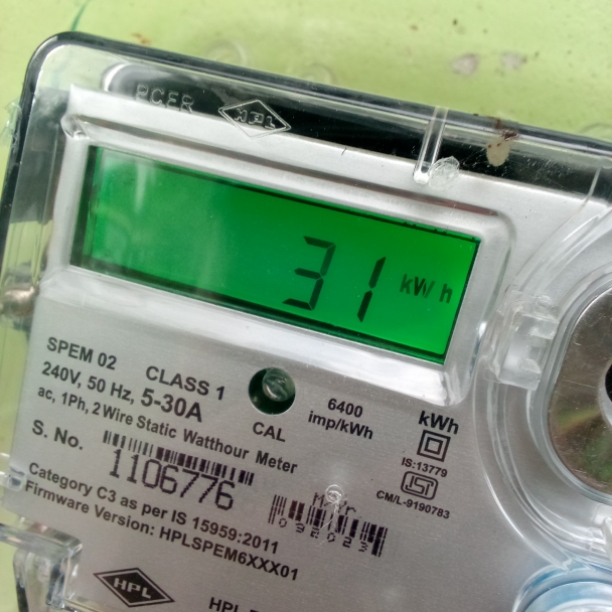 HPL
31 kWh
SPEM 02 CLASS 1
240V, 50 Hz, 5-30A
ac, 1Ph, 2 Wire Static Watthour Meter
CAL
6400
imp/kWh
kWh
IS:13779
CM/L-9190783
S. No.
1106776
Category C3 as per IS 15959:2011
Firmware Version: HPLSPEM6XXX01
HPL
HPL